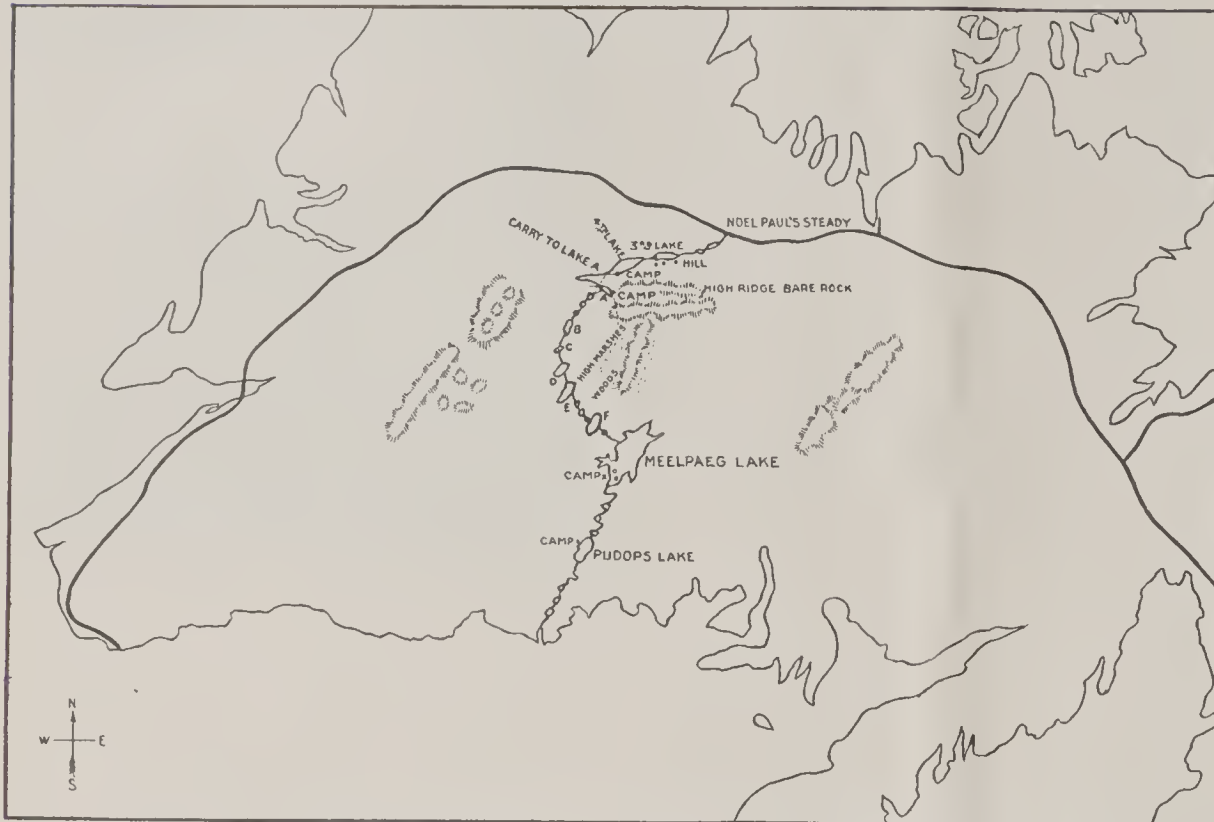 NOEL PAUL'S STEADY
CARRY TO LAKE A
LAKE
3RD LAKE
HILL
CAMP
A
CAMP
HIGH RIDGE BARE ROCK
B
C
HIGH MARSHES
WOODS
D
E
F
MEELPAEG LAKE
CAMP
CAMP
PUDOPS LAKE
N
W
E
S